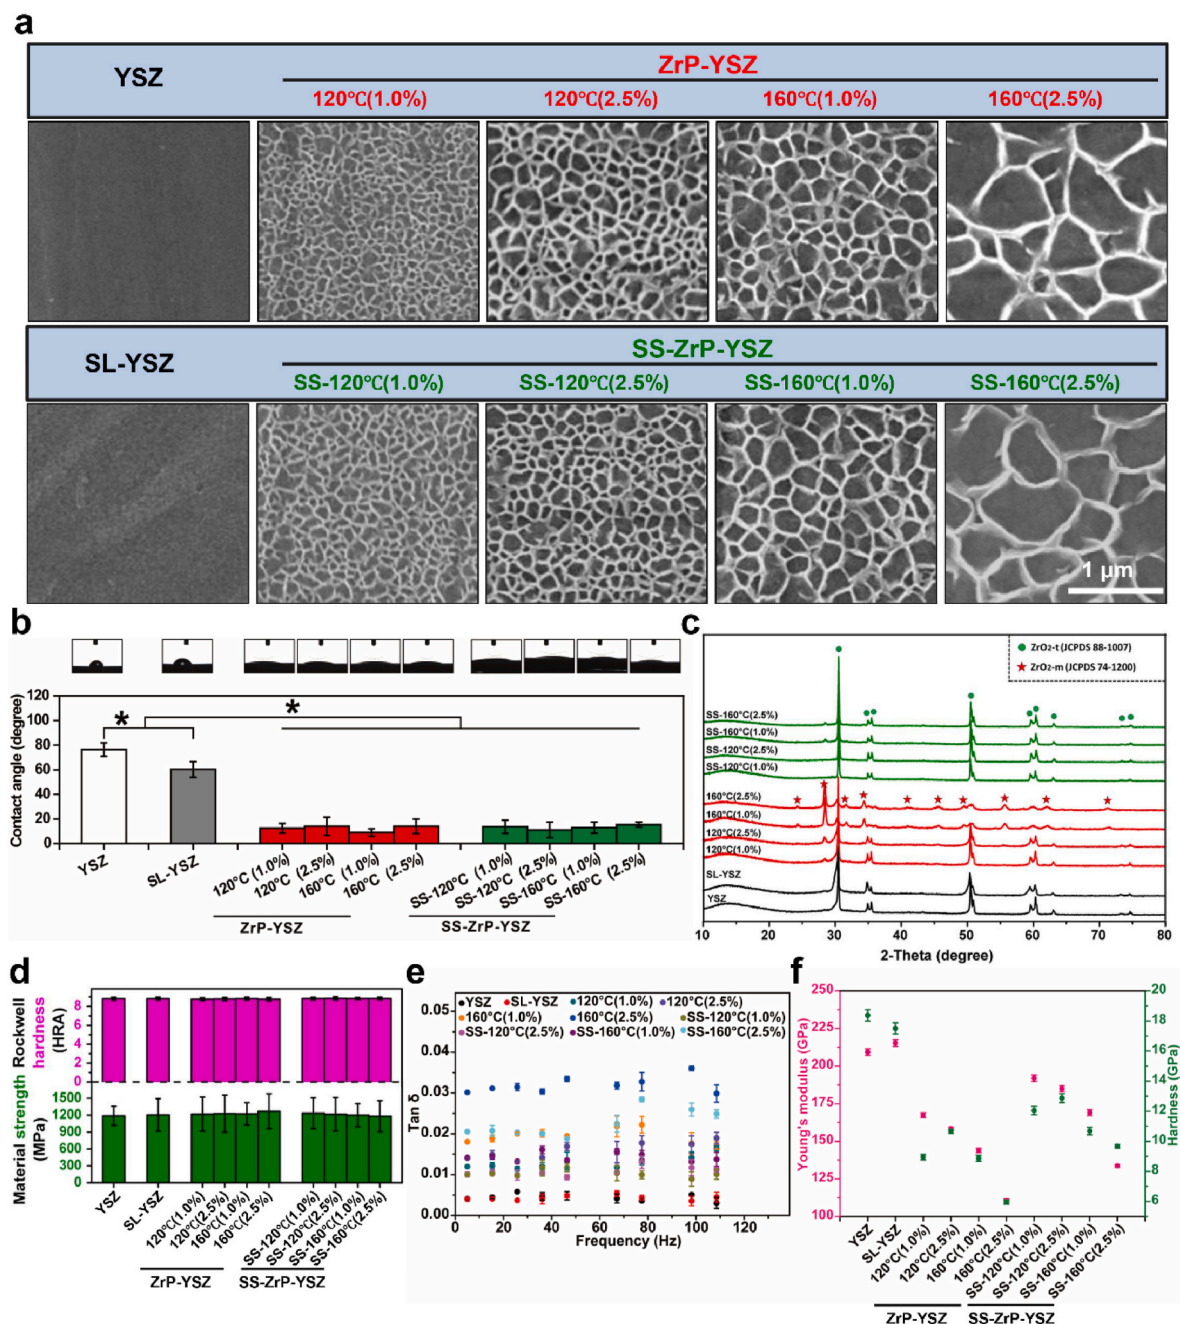 a
YSZ
ZrP-YSZ
120℃(1.0%) 120℃(2.5%) 160℃(1.0%) 160℃(2.5%)
SL-YSZ
SS-ZrP-YSZ
SS-120℃(1.0%) SS-120℃(2.5%) SS-160℃(1.0%) SS-160℃(2.5%)
1 μm
b
Contact angle (degree)
120
100
80
60
40
20
0
*
*
YSZ
SL-YSZ
120°C (1.0%)
120°C (2.5%)
160°C (1.0%)
160°C (2.5%)
SS-120°C (1.0%)
SS-120°C (2.5%)
SS-160°C (1.0%)
SS-160°C (2.5%)
ZrP-YSZ
SS-ZrP-YSZ
c
ZrO₂-t (JCPDS 88-1007)
ZrO₂-m (JCPDS 74-1200)
SS-160°C(2.5%)
SS-160°C(1.0%)
SS-120°C(2.5%)
SS-120°C(1.0%)
160°C(2.5%)
160°C(1.0%)
120°C(2.5%)
120°C(1.0%)
SL-YSZ
YSZ
10 20 30 40 50 60 70 80
2-Theta (degree)
d
Rockwell
hardness
(HRA)
8
6
4
2
0
Material strength
(MPa)
1500
1200
900
600
300
0
YSZ
SL-YSZ
120°C(1.0%)
120°C(2.5%)
160°C(1.0%)
160°C(2.5%)
SS-120°C(1.0%)
SS-120°C(2.5%)
SS-160°C(1.0%)
SS-160°C(2.5%)
ZrP-YSZ
SS-ZrP-YSZ
e
YSZ SL-YSZ 120°C(1.0%) 120°C(2.5%)
160°C(1.0%) 160°C(2.5%) SS-120°C(1.0%)
SS-120°C(2.5%) SS-160°C(1.0%) SS-160°C(2.5%)
Tan δ
0.05
0.04
0.03
0.02
0.01
0.00
0 20 40 60 80 100 120
Frequency (Hz)
f
Young's modulus (GPa)
250
225
200
175
150
125
100
Hardness (GPa)
20
18
16
14
12
10
8
6
YSZ
SL-YSZ
120°C(1.0%)
120°C(2.5%)
160°C(1.0%)
160°C(2.5%)
SS-120°C(1.0%)
SS-120°C(2.5%)
SS-160°C(1.0%)
SS-160°C(2.5%)
ZrP-YSZ
SS-ZrP-YSZ